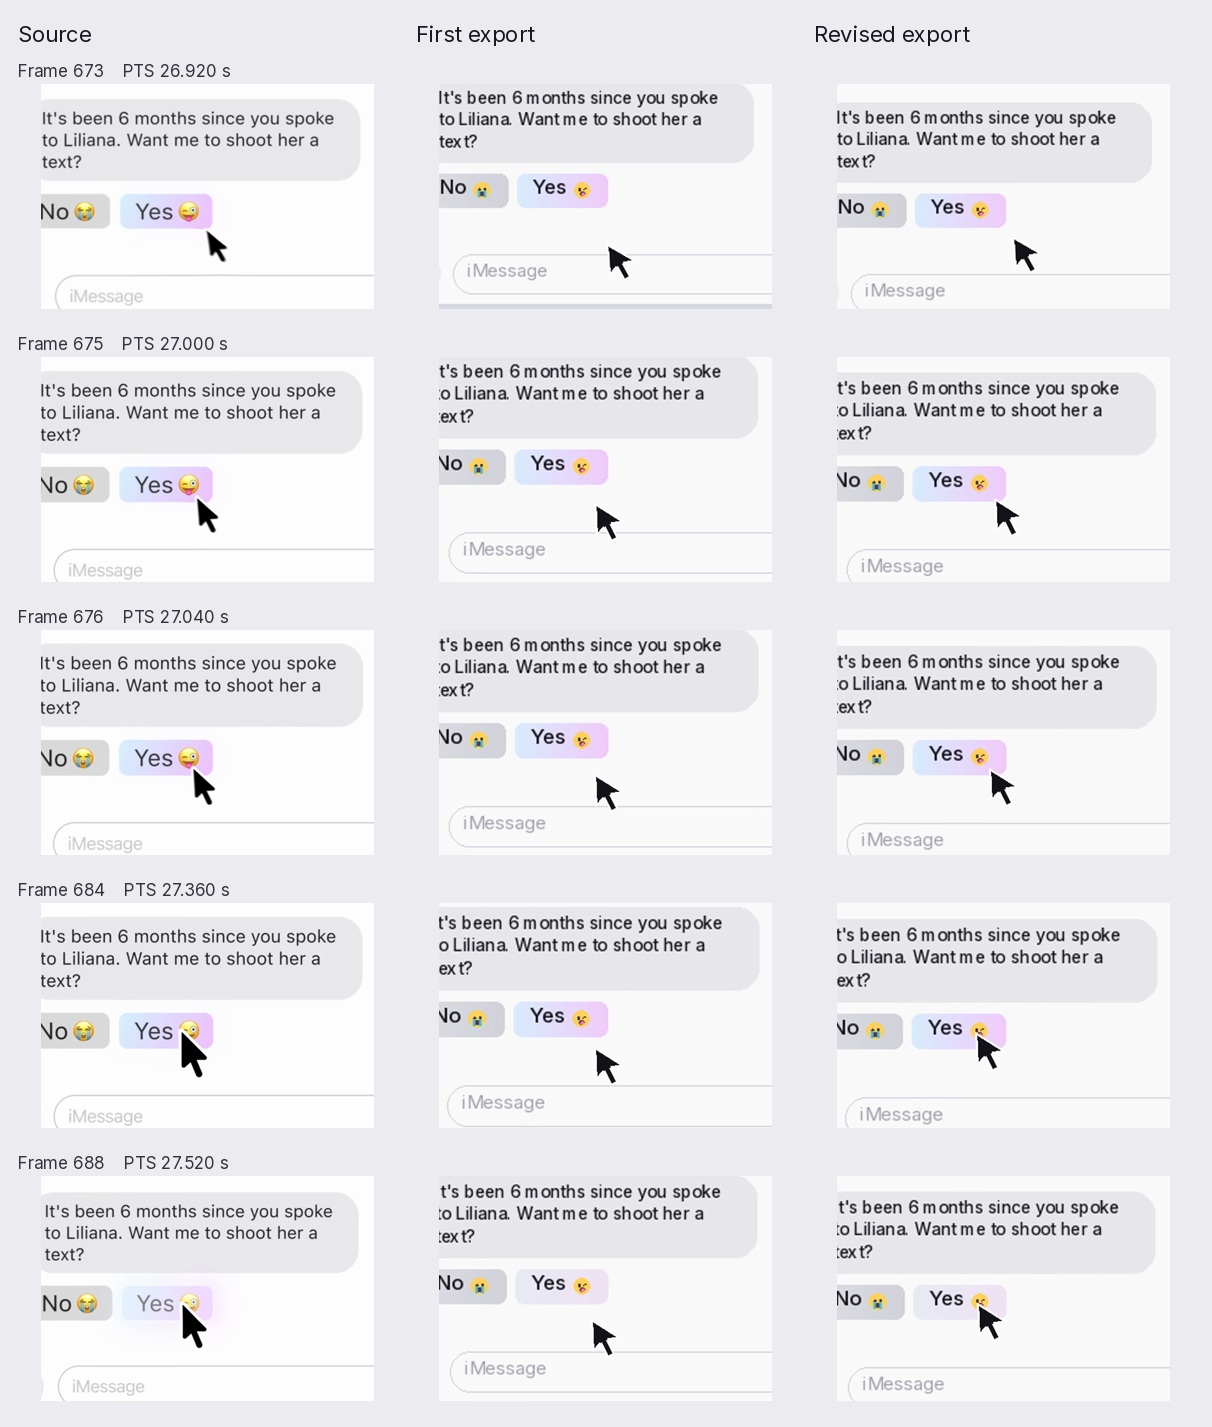 Source First export Revised export
Frame 673 PTS 26.920 s
It's been 6 months since you spoke
to Liliana. Want me to shoot her a
text?
No 😭 Yes 😜
iMessage
It's been 6 months since you spoke
to Liliana. Want me to shoot her a
text?
No 😭 Yes 😜
iMessage
It's been 6 months since you spoke
to Liliana. Want me to shoot her a
text?
No 😭 Yes 😜
iMessage
Frame 675 PTS 27.000 s
It's been 6 months since you spoke
to Liliana. Want me to shoot her a
text?
No 😭 Yes 😜
iMessage
t's been 6 months since you spoke
to Liliana. Want me to shoot her a
text?
No 😭 Yes 😜
iMessage
t's been 6 months since you spoke
to Liliana. Want me to shoot her a
text?
No 😭 Yes 😜
iMessage
Frame 676 PTS 27.040 s
It's been 6 months since you spoke
to Liliana. Want me to shoot her a
text?
No 😭 Yes 😜
iMessage
t's been 6 months since you spoke
to Liliana. Want me to shoot her a
text?
No 😭 Yes 😜
iMessage
t's been 6 months since you spoke
to Liliana. Want me to shoot her a
text?
No 😭 Yes 😜
iMessage
Frame 684 PTS 27.360 s
It's been 6 months since you spoke
to Liliana. Want me to shoot her a
text?
No 😭 Yes 😜
iMessage
t's been 6 months since you spoke
o Liliana. Want me to shoot her a
ext?
No 😭 Yes 😜
iMessage
t's been 6 months since you spoke
o Liliana. Want me to shoot her a
ext?
No 😭 Yes 😜
iMessage
Frame 688 PTS 27.520 s
It's been 6 months since you spoke
to Liliana. Want me to shoot her a
text?
No 😭 Yes 😜
iMessage
t's been 6 months since you spoke
to Liliana. Want me to shoot her a
text?
No 😭 Yes 😜
iMessage
t's been 6 months since you spoke
to Liliana. Want me to shoot her a
text?
No 😭 Yes 😜
iMessage